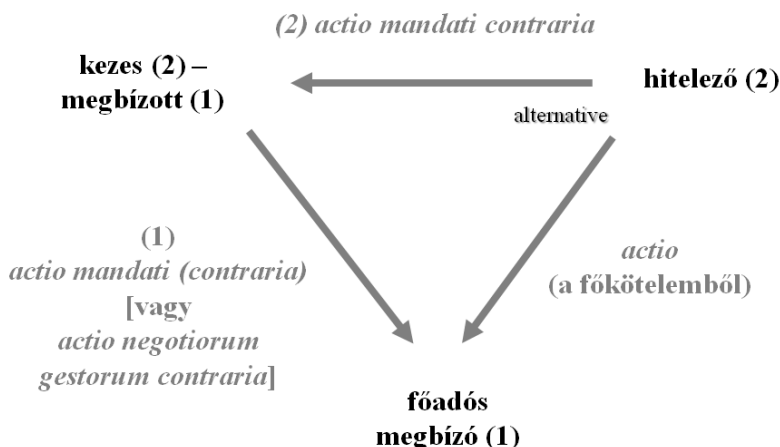 (2) actio mandati contraria
kezes (2) –
megbízott (1)
hitelező (2)
alternative
(1)
actio mandati (contraria)
[vagy
actio negotiorum
gestorum contraria]
actio
(a főkötelemből)
főadós
megbízó (1)